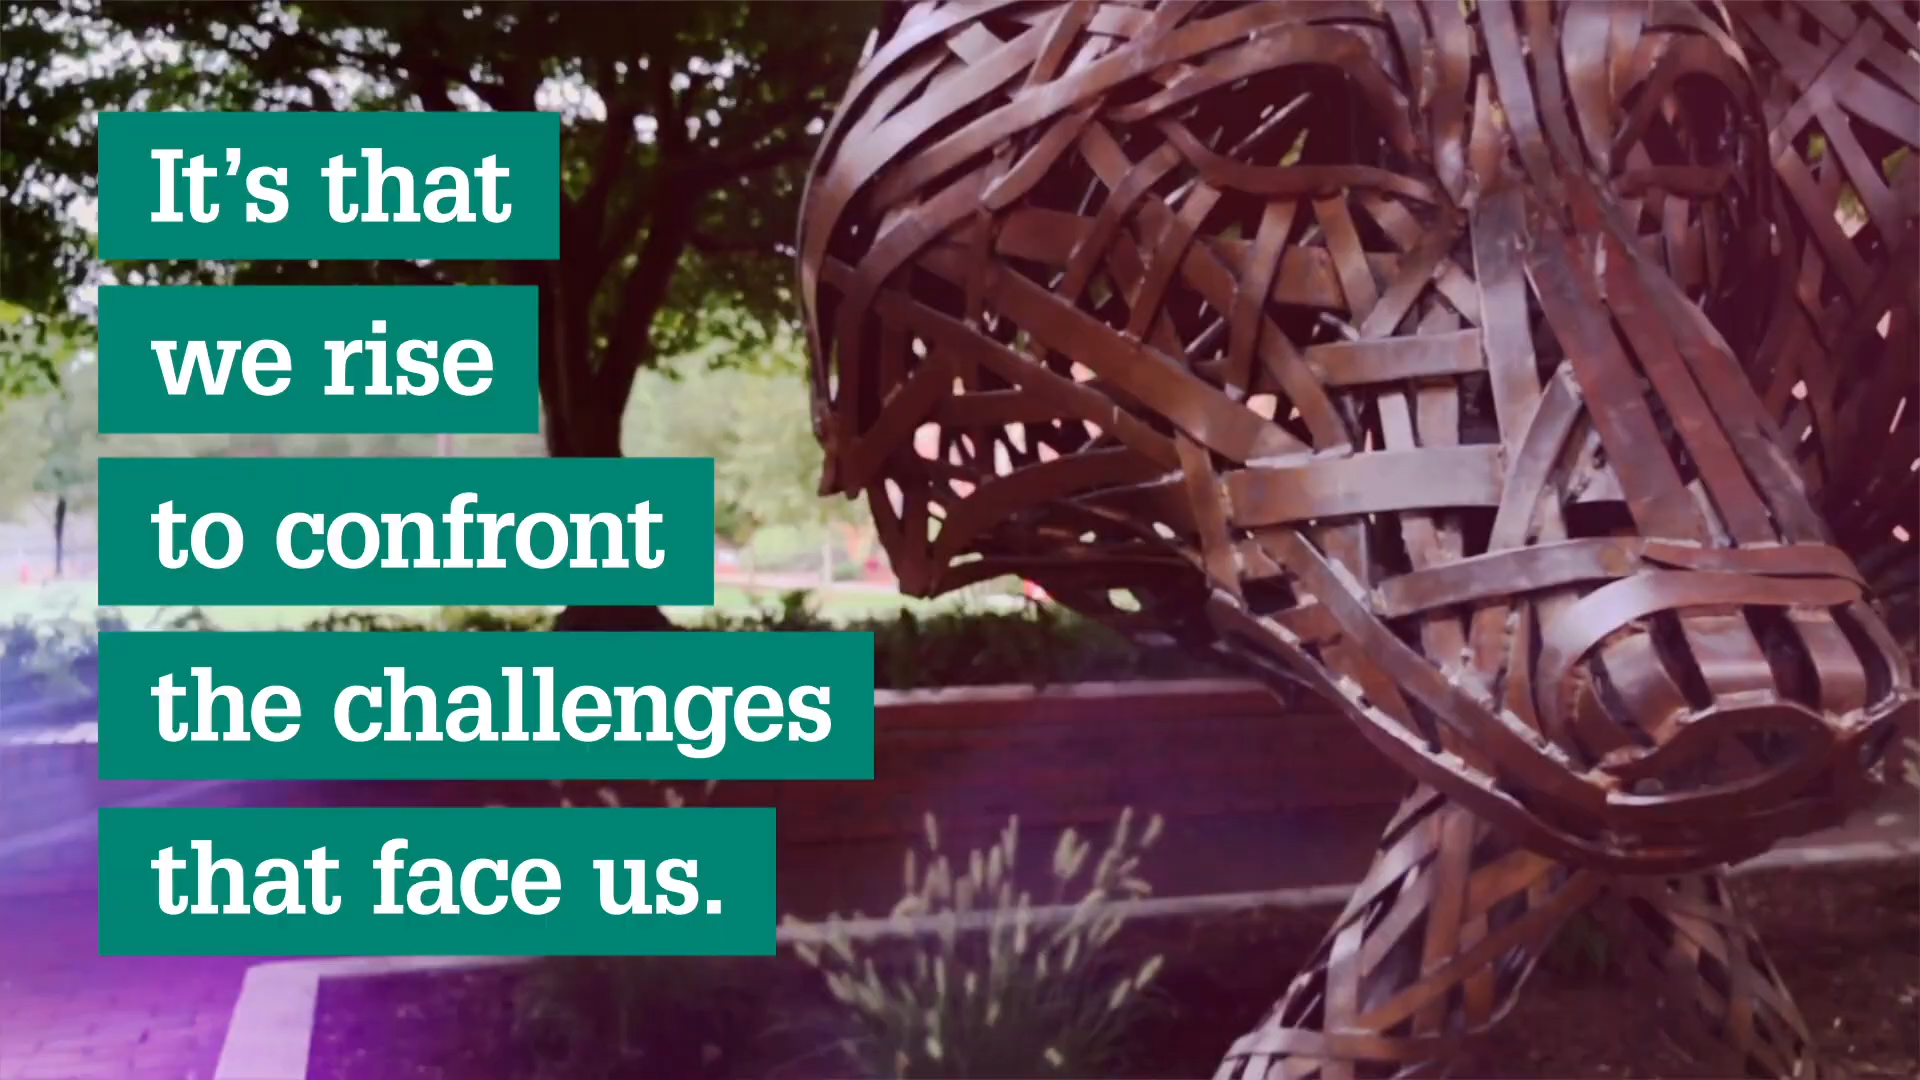 It’s that
we rise
to confront
the challenges
that face us.